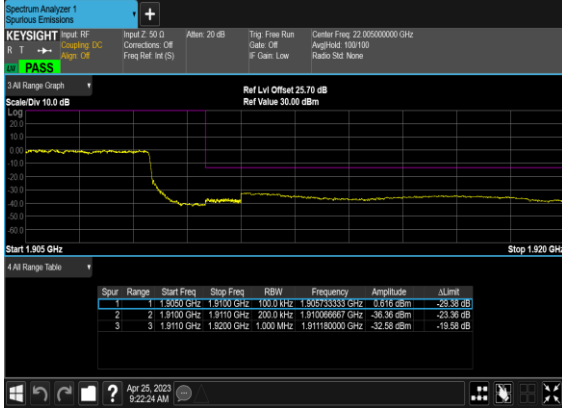 Spectrum Analyzer 1
Spurious Emissions
+
KEYSIGHT Input: RF Input Z: 50 Ω Atten: 20 dB Trig: Free Run Center Freq: 22.005000000 GHz
R T Coupling: DC Corrections: Off Gate: Off Avg|Hold: 100/100
Align: Off Freq Ref: Int (S) IF Gain: Low Radio Std: None
PASS
3 All Range Graph Ref Lvl Offset 25.70 dB
Scale/Div 10.0 dB Ref Value 30.00 dBm
Log
20.0
10.0
0.00
-10.0
-20.0
-30.0
-40.0
-50.0
-60.0
Start 1.905 GHz Stop 1.920 GHz
4 All Range Table
Spur Range Start Freq Stop Freq RBW Frequency Amplitude ΔLimit
1 1 1.9050 GHz 1.9100 GHz 100.0 kHz 1.905733333 GHz 0.616 dBm -29.38 dB
2 2 1.9100 GHz 1.9110 GHz 200.0 kHz 1.910066667 GHz -36.36 dBm -23.36 dB
3 3 1.9110 GHz 1.9200 GHz 1.000 MHz 1.911180000 GHz -32.58 dBm -19.58 dB
? Apr 25, 2023
9:22:24 AM